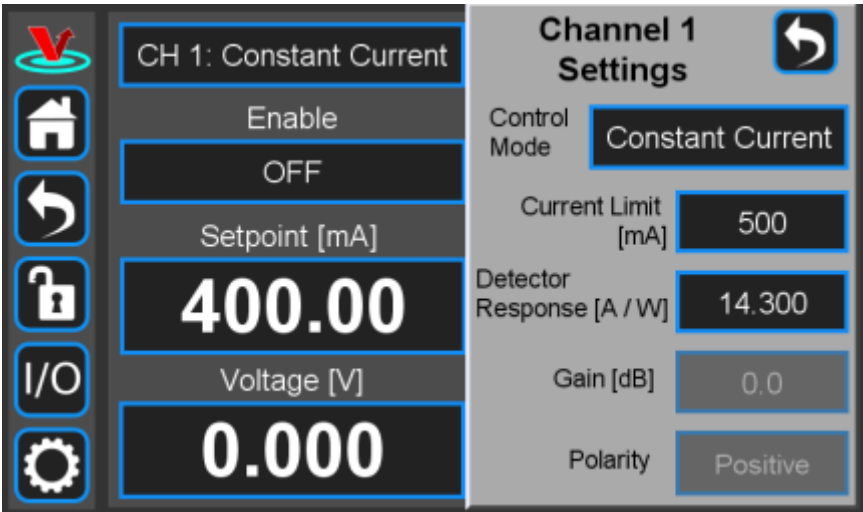 I/O
CH 1: Constant Current
Enable
OFF
Setpoint [mA]
400.00
Voltage [V]
0.000
Channel 1
Settings
Control
Mode
Constant Current
Current Limit
[mA]
500
Detector
Response [A / W]
14.300
Gain [dB]
0.0
Polarity
Positive